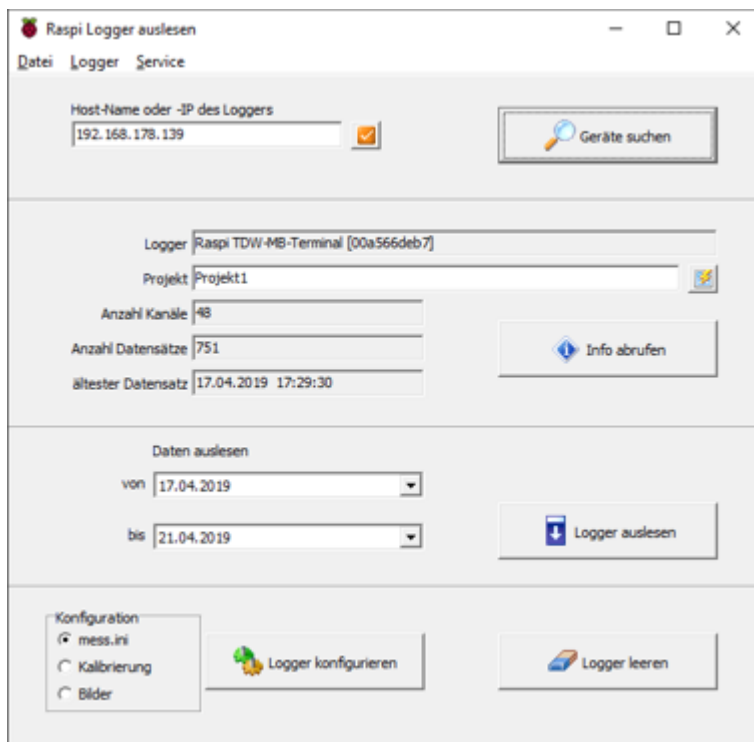 Raspi Logger auslesen
Datei Logger Service
Host-Name oder -IP des Loggers
192.168.178.139
Geräte suchen
Logger Raspi TDW-MB-Terminal [00a566deb7]
Projekt Projekt1
Anzahl Kanäle 48
Anzahl Datensätze 751
Info abrufen
ältester Datensatz 17.04.2019 17:29:30
Daten auslesen
von 17.04.2019
bis 21.04.2019
Logger auslesen
Konfiguration
mess.ini
Kalibrierung
Bilder
Logger konfigurieren
Logger leeren